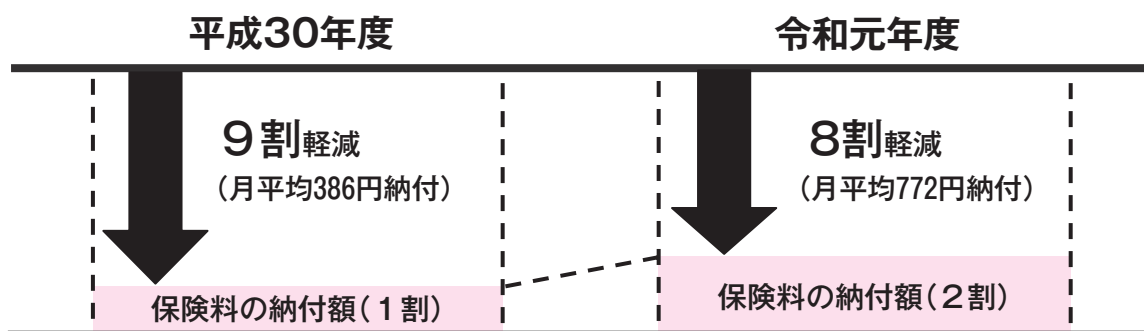 平成30年度
9割軽減
(月平均386円納付)
保険料の納付額(1割)
令和元年度
8割軽減
(月平均772円納付)
保険料の納付額(2割)